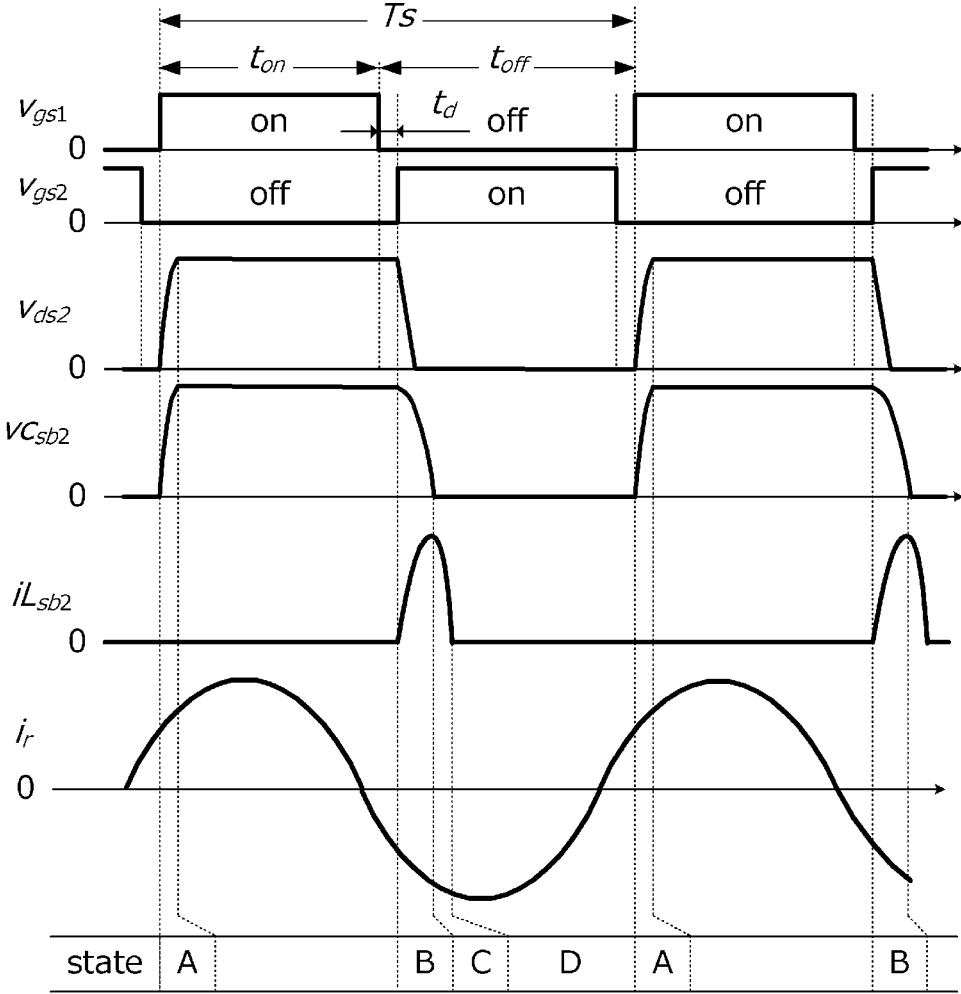 Ts
ton toff
vgs1 on td off on
0
vgs2 off on off
0
vds2
0
vCsb2
0
iLsb2
0
ir
0
state A B C D A B